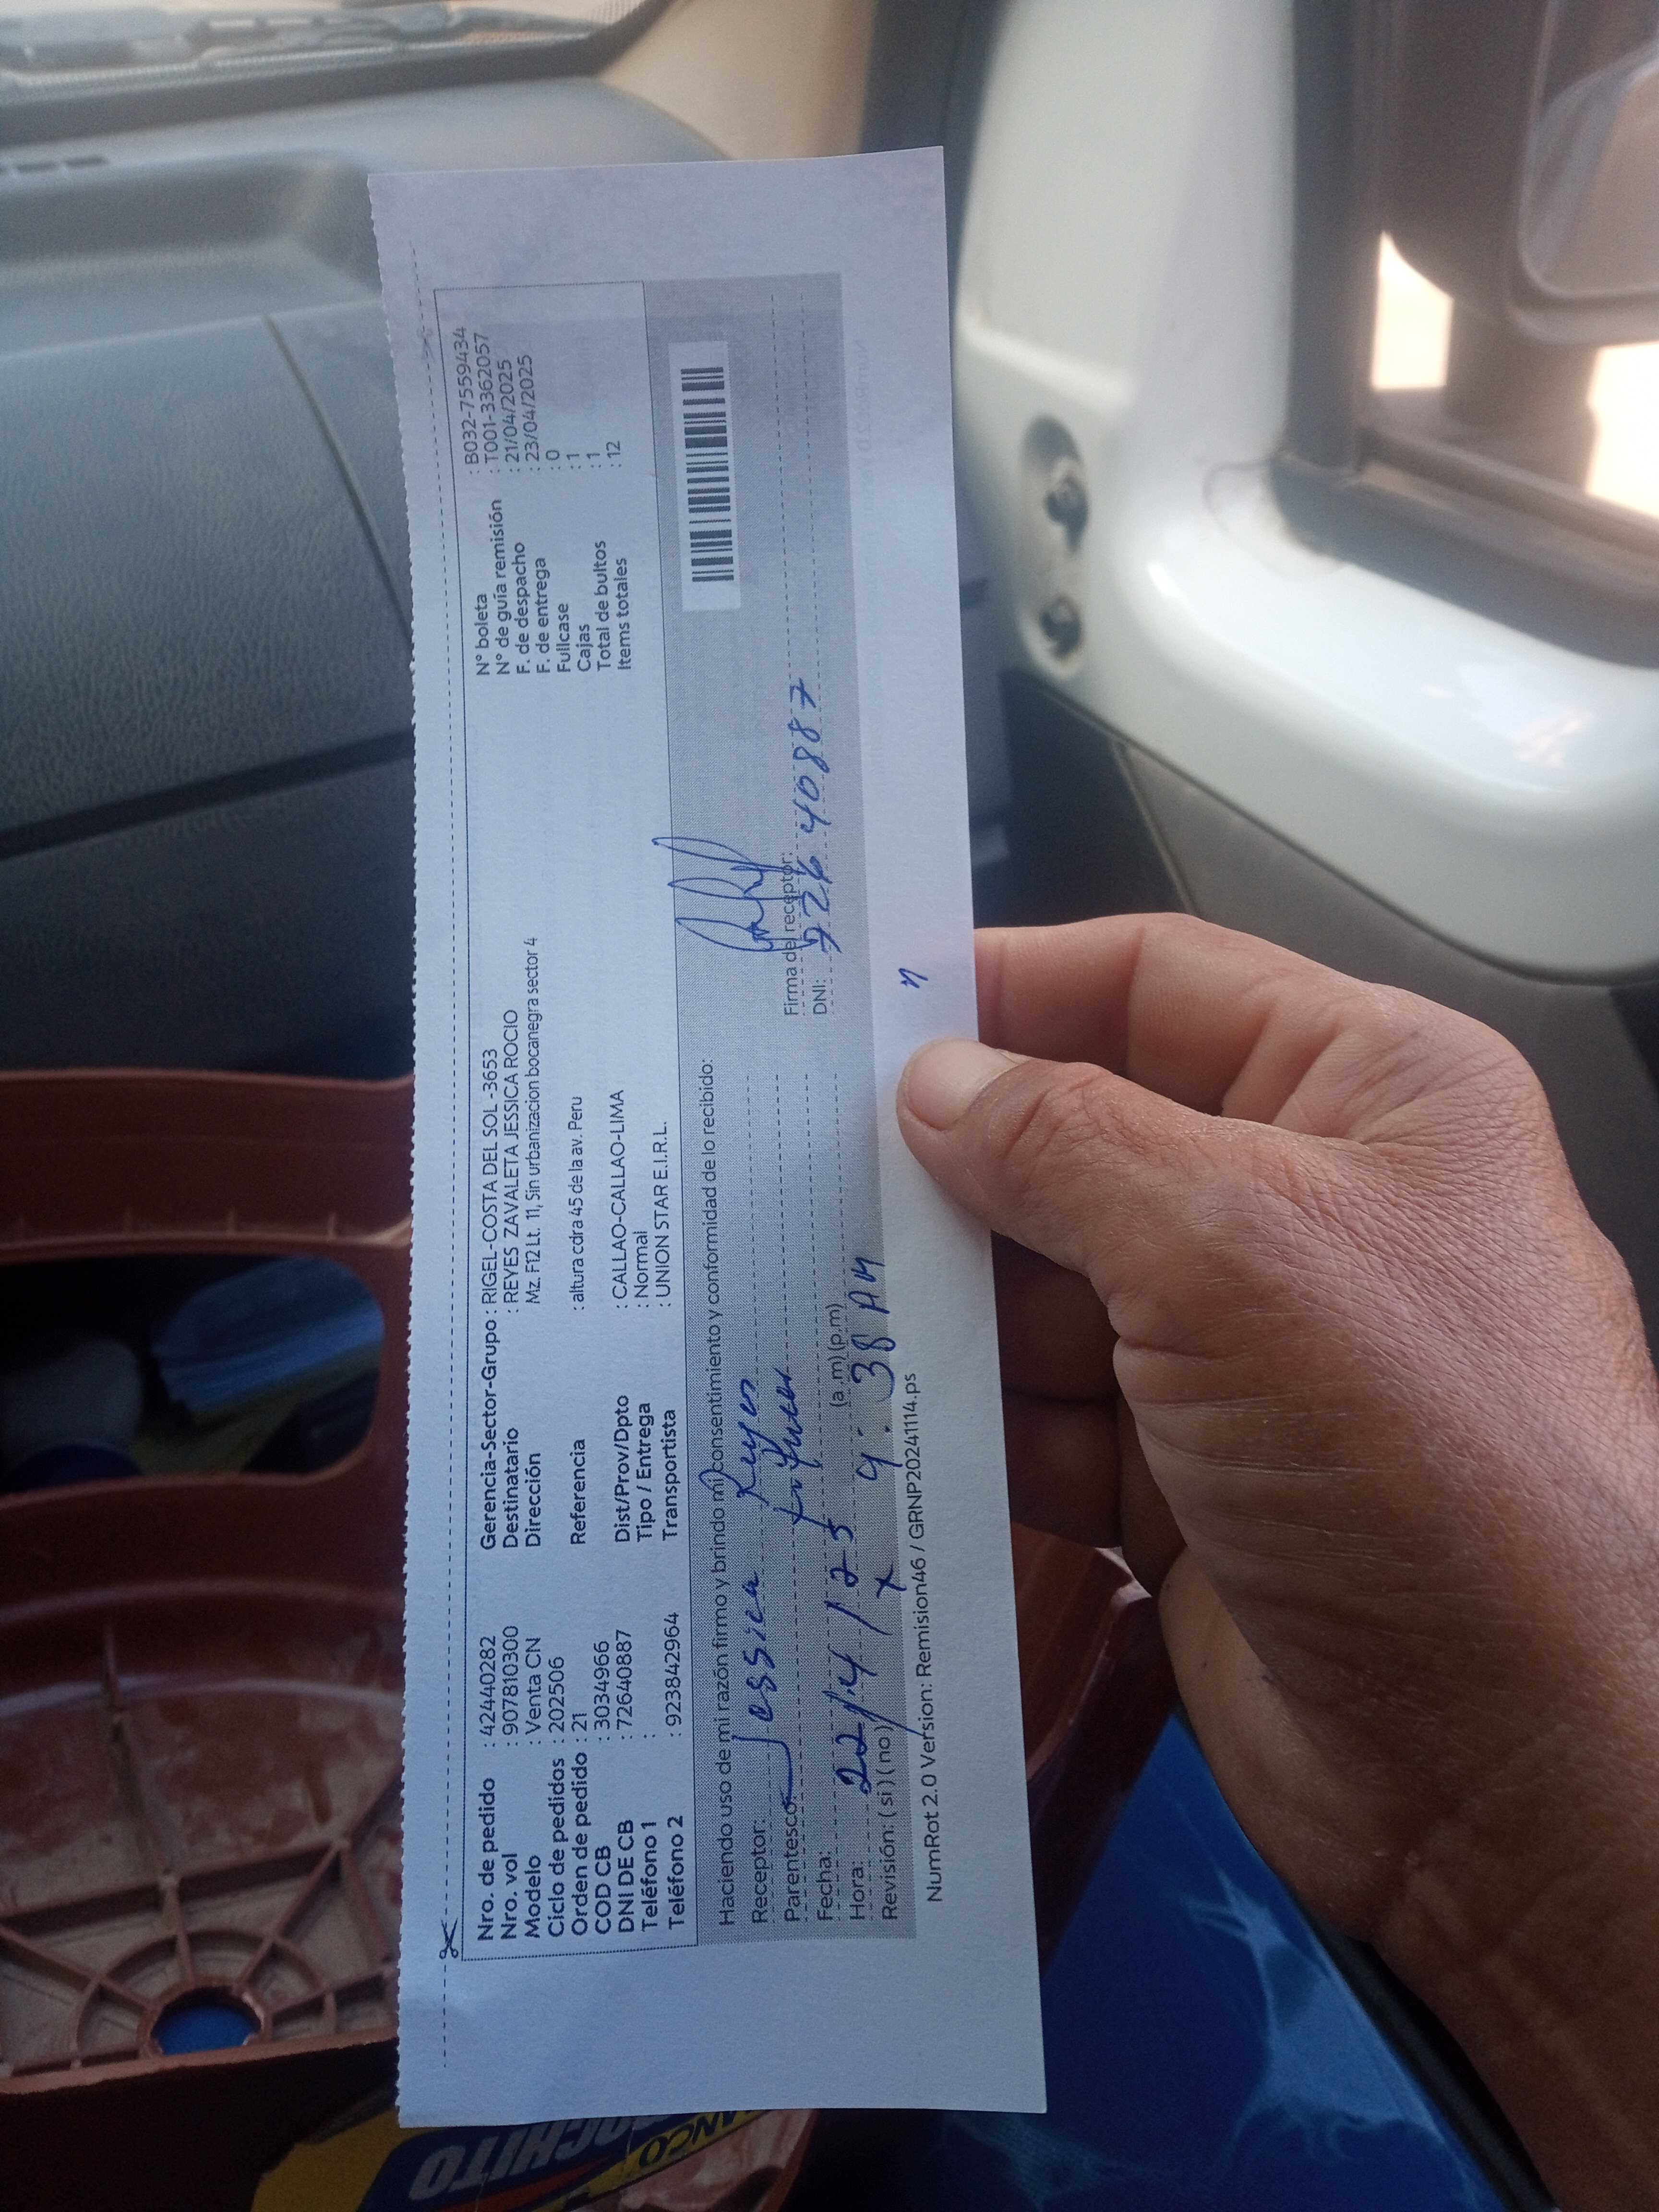 Nro. de pedido : 42440282
Nro. vol : 907810300
Modelo : Venta CN
Ciclo de pedidos : 202506
Orden de pedido : 21
COD CB : 3034966
DNI DE CB : 72640887
Teléfono 1 :
Teléfono 2 : 923842964
Gerencia-Sector-Grupo : RIGEL-COSTA DEL SOL -3653
Destinatario : REYES ZAVALETA JESSICA ROCIO
Dirección Mz. F12 Lt. 11, Sin urbanizacion bocanegra sector 4
Referencia : altura cdra 45 de la av. Peru
Dist/Prov/Dpto : CALLAO-CALLAO-LIMA
Tipo / Entrega : Normal
Transportista : UNION STAR E.I.R.L.
N° boleta : B032-7559434
N° de guía remisión : T001-3362057
F. de despacho : 21/04/2025
F. de entrega : 23/04/2025
Fullcase : 0
Cajas : 1
Total de bultos : 1
Items totales : 12
Haciendo uso de mi razón firmo y brindo mi consentimiento y conformidad de lo recibido:
Receptor: Jessica Reyes
Parentesco:
Fecha: 22/4/25
Hora: 9:38 AM (a.m) (p.m)
Revisión: ( si ) ( no ) x
Firma del receptor:
DNI: 72640887
NumRot 2.0 Version: Remision46 / GRNP20241114.ps
OCHITO
ANCO